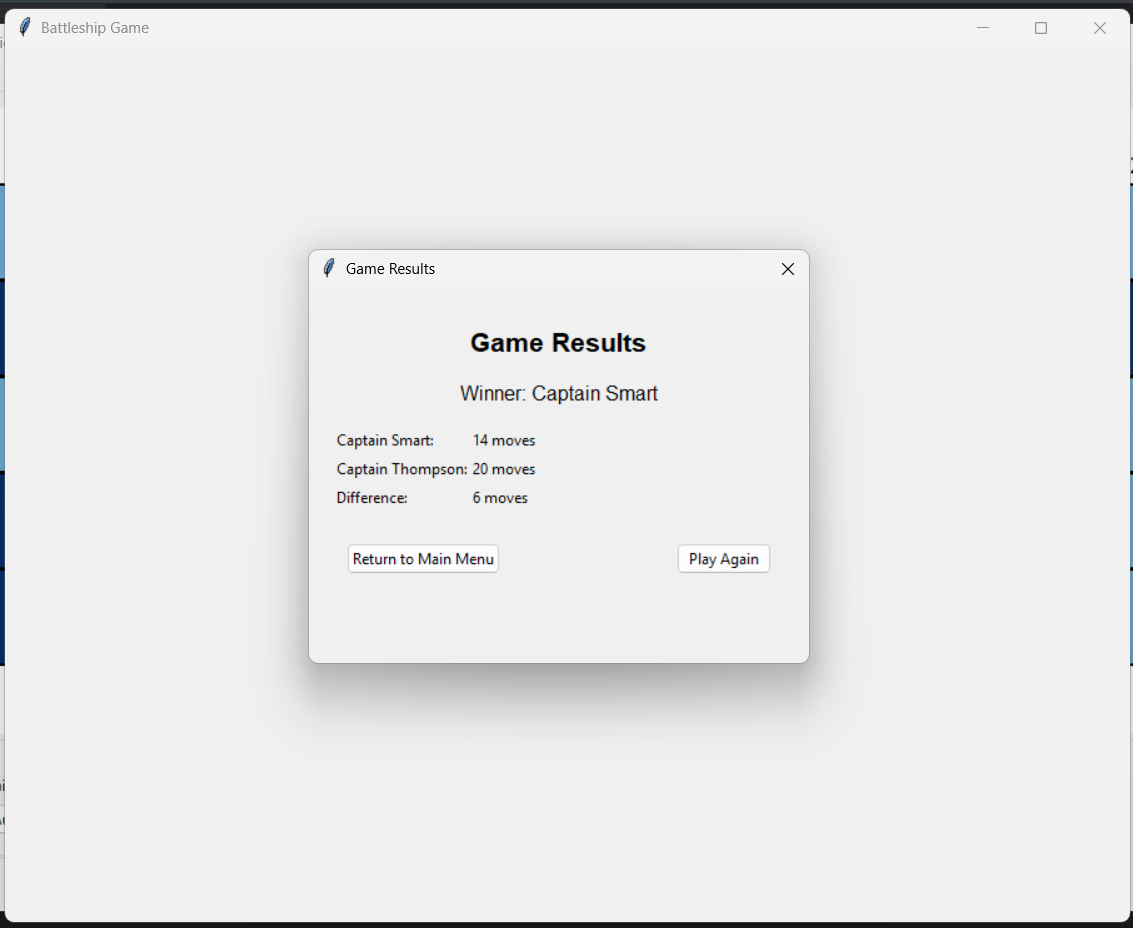 Battleship Game
Game Results
Game Results
Winner: Captain Smart
Captain Smart: 14 moves
Captain Thompson: 20 moves
Difference: 6 moves
Return to Main Menu Play Again